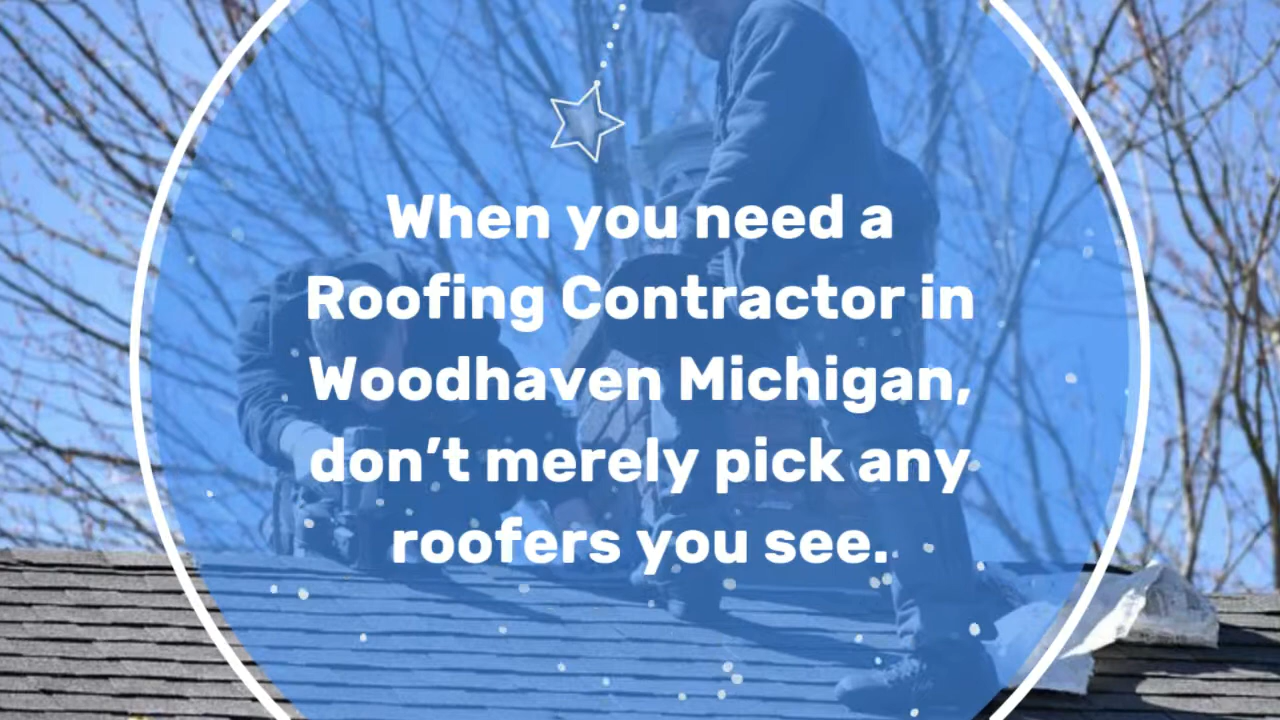 When you need a
Roofing Contractor in
Woodhaven Michigan,
don’t merely pick any
roofers you see.